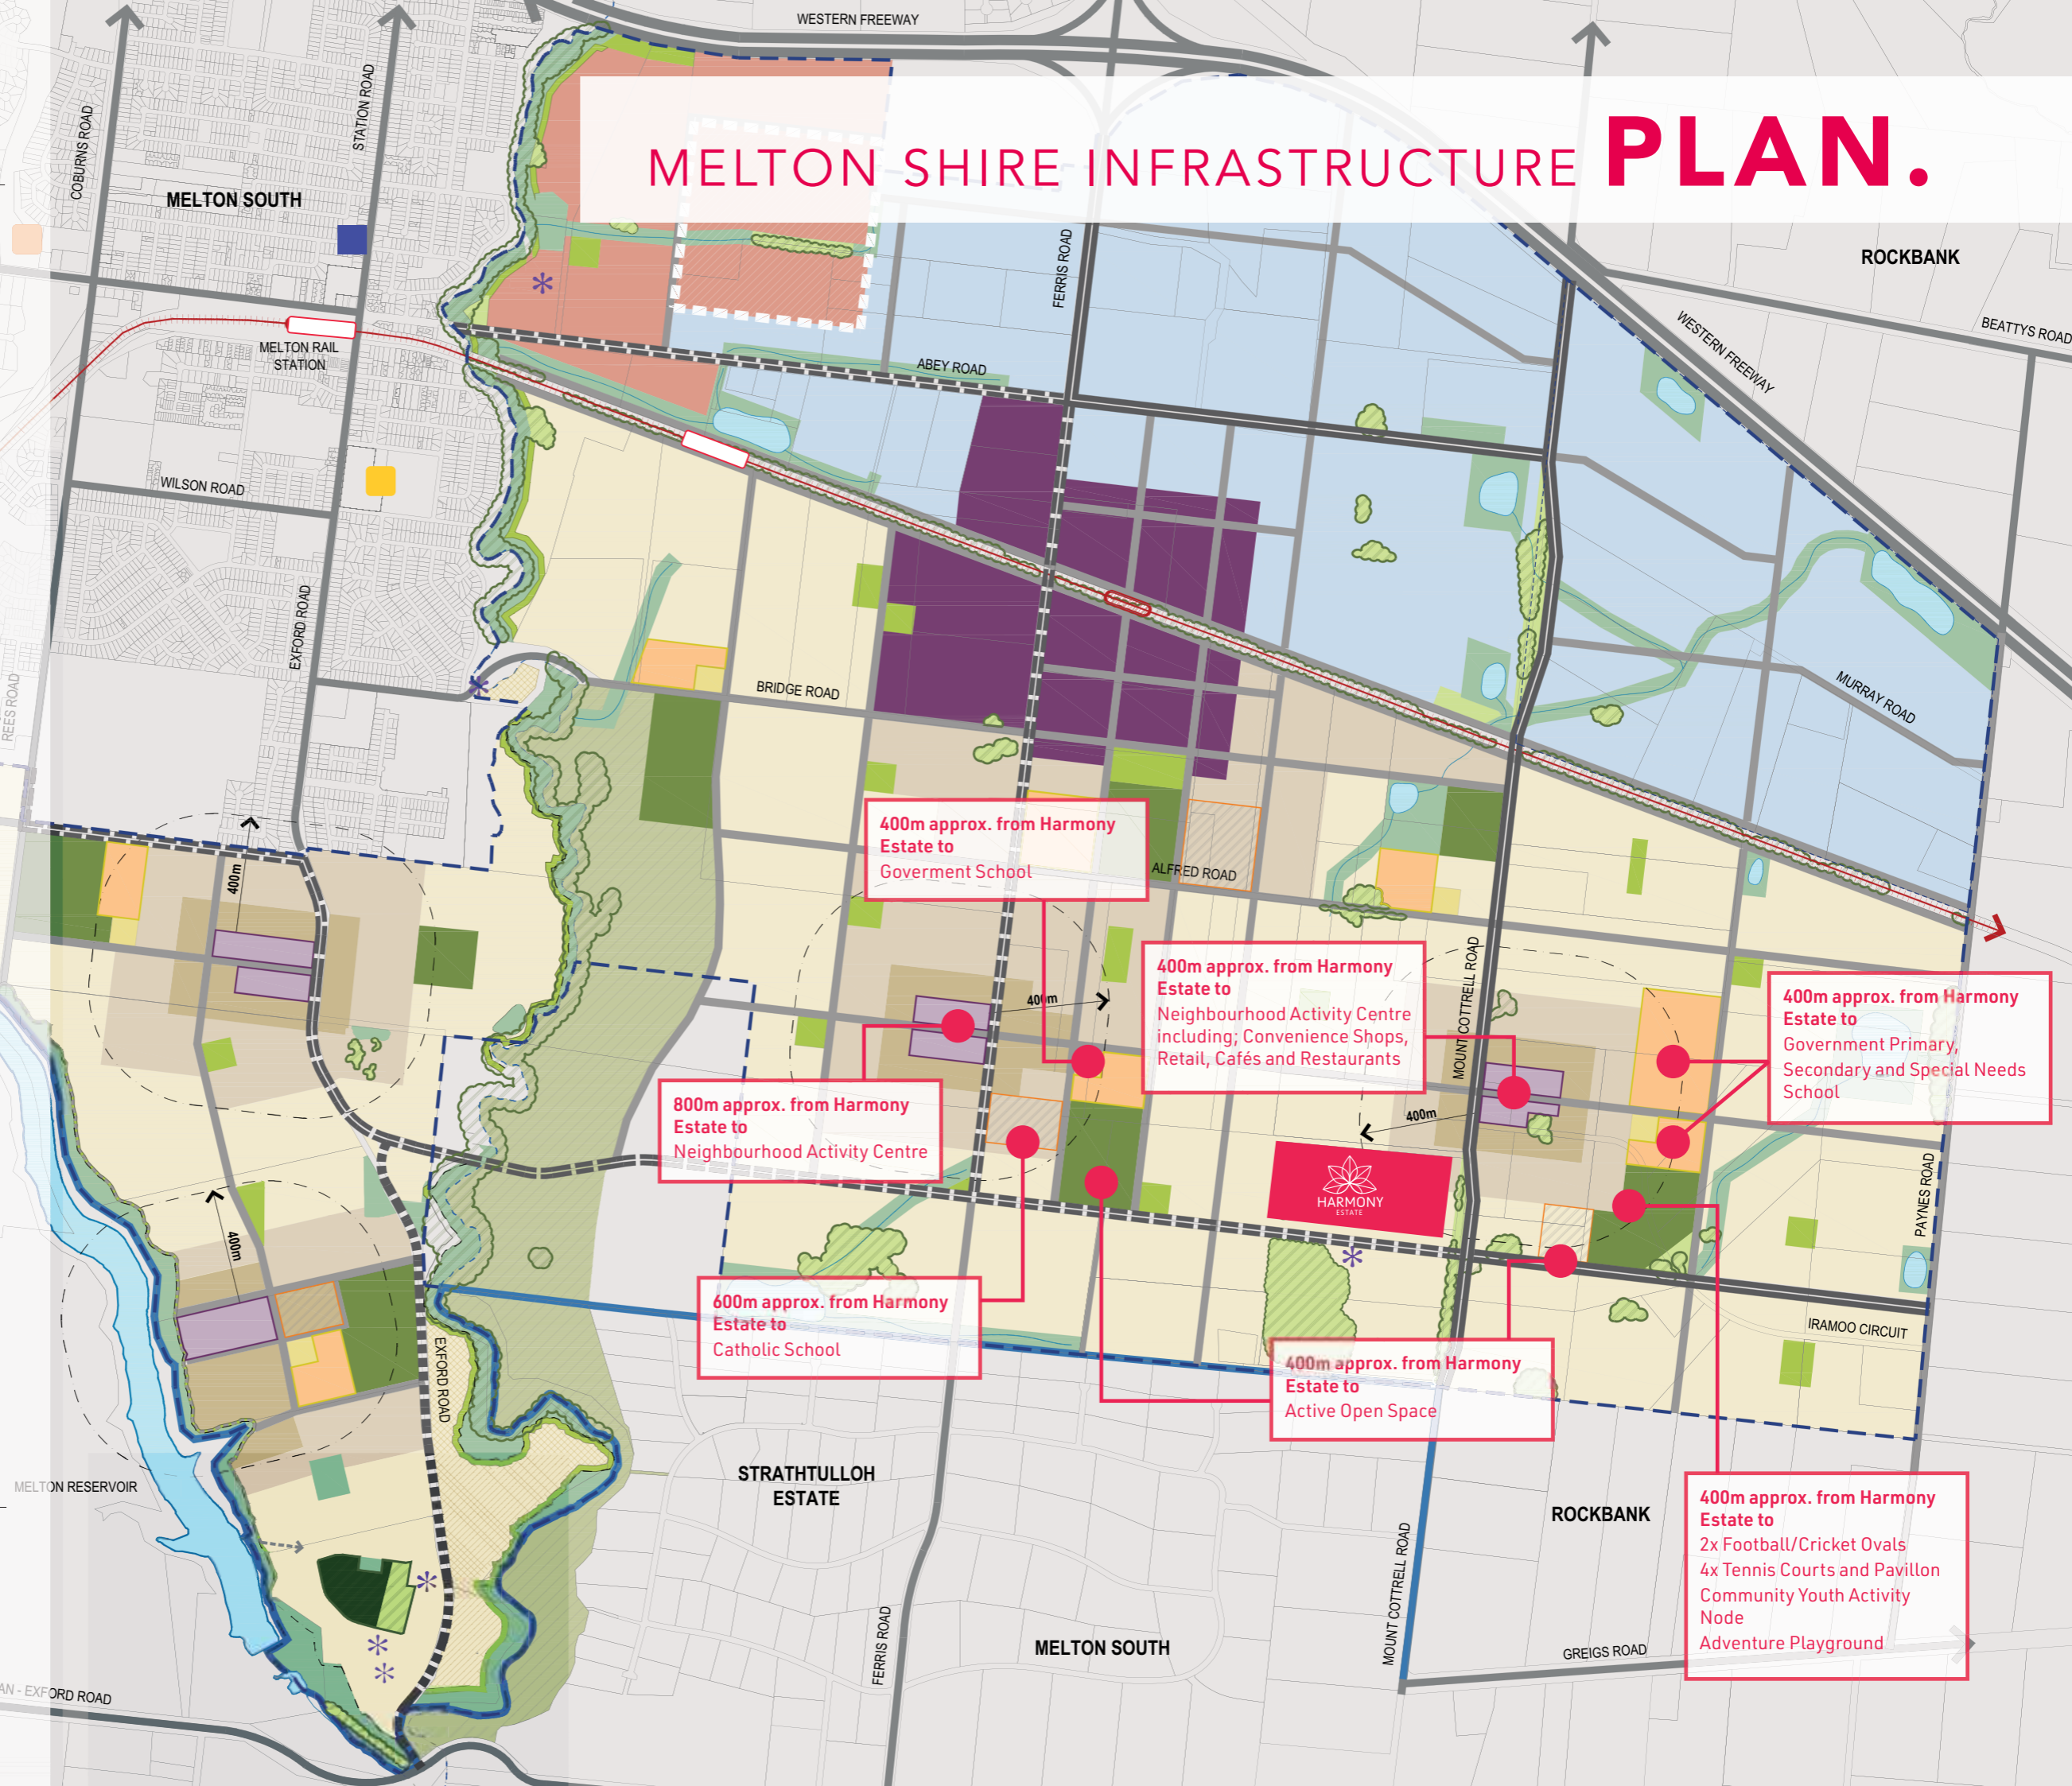 WESTERN FREEWAY
MELTON SHIRE INFRASTRUCTURE PLAN.
COBURNS ROAD
STATION ROAD
MELTON SOUTH
FERRIS ROAD
ROCKBANK
BEATTYS ROAD
WESTERN FREEWAY
MELTON RAIL
STATION
ABEY ROAD
WILSON ROAD
EXFORD ROAD
REES ROAD
BRIDGE ROAD
MURRAY ROAD
400m approx. from Harmony
Estate to
Goverment School
ALFRED ROAD
400m
400m approx. from Harmony
Estate to
Neighbourhood Activity Centre
including; Convenience Shops,
Retail, Cafés and Restaurants
MOUNT COTTRELL ROAD
400m approx. from Harmony
Estate to
Government Primary,
Secondary and Special Needs
School
400m
800m approx. from Harmony
Estate to
Neighbourhood Activity Centre
400m
HARMONY
ESTATE
PAYNES ROAD
400m
600m approx. from Harmony
Estate to
Catholic School
IRAMOO CIRCUIT
400m approx. from Harmony
Estate to
Active Open Space
EXFORD ROAD
MELTON RESERVOIR
STRATHTULLOH
ESTATE
ROCKBANK
400m approx. from Harmony
Estate to
2x Football/Cricket Ovals
4x Tennis Courts and Pavillon
Community Youth Activity
Node
Adventure Playground
MOUNT COTTRELL ROAD
FERRIS ROAD
MELTON SOUTH
GREIGS ROAD
AN - EXFORD ROAD